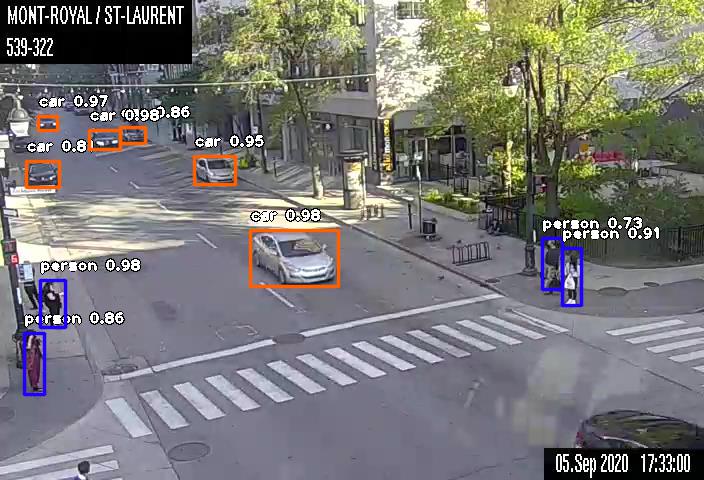 MONT-ROYAL / ST-LAURENT
539-322
car 0.97
car 0.98
0.86
car 0.8
car 0.95
car 0.98
person 0.73
person 0.91
person 0.98
person 0.86
05.Sep 2020 17:33:00